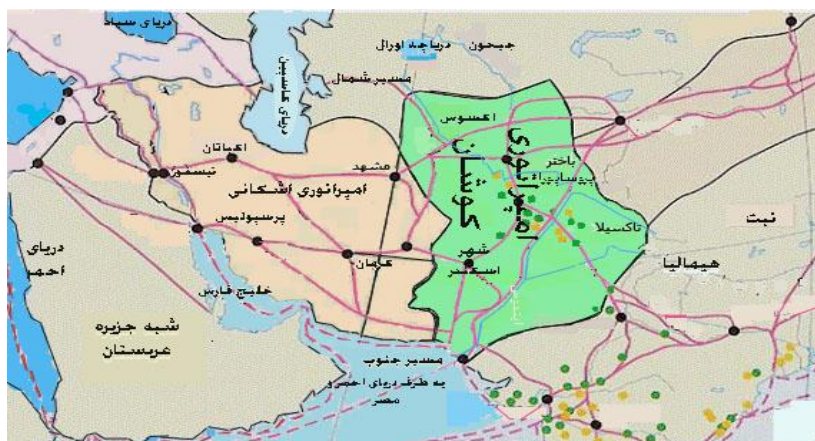 دریای سیاه
دریاچه اورال
جیحون
دریای کاسپین
مسیر شمال
اکسوس
امپراتوری
کوشان
باختر
اکباتان
تیسفون
مشهد
امپراتوری اشکانی
پرسپولیس
تاکسیلا
تبت
هیمالیا
شهر
اسکندر
کرمان
دریای
احمر
خلیج فارس
شبه جزیره
عربستان
مسیر جنوب
به طرف دریای احمر و
مصر